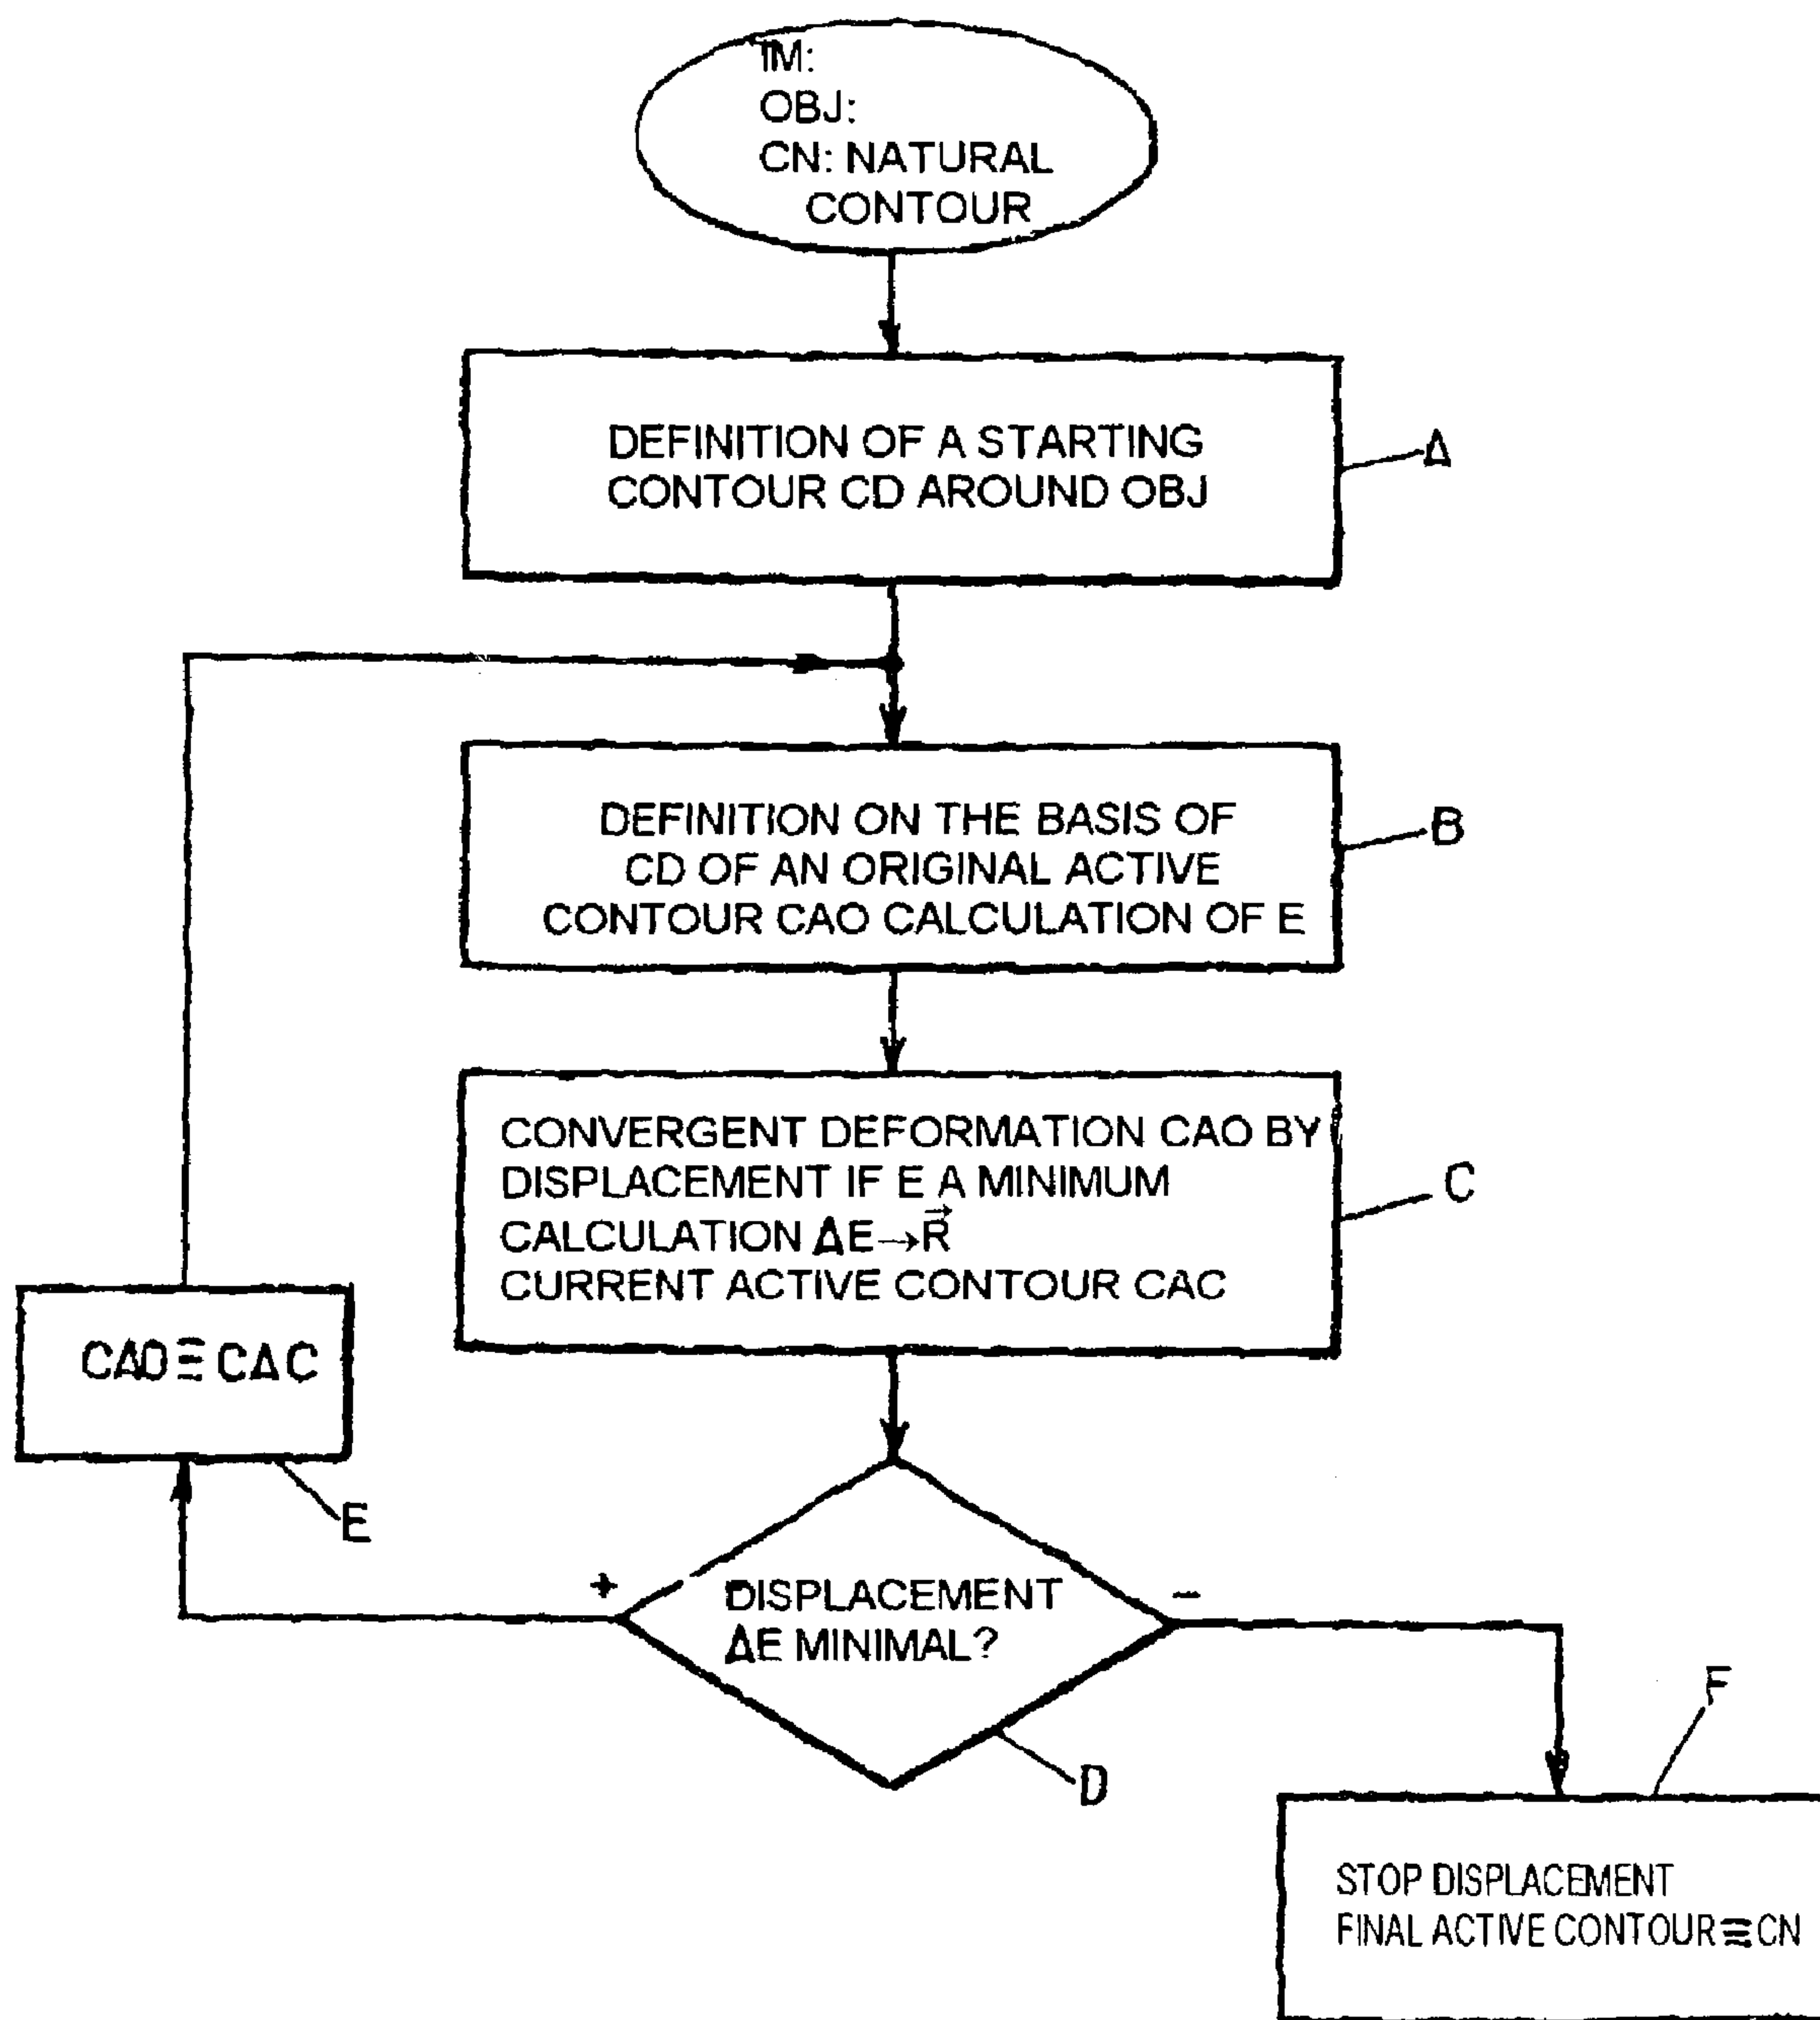 IM:
OBJ:
CN: NATURAL
CONTOUR
DEFINITION OF A STARTING
CONTOUR CD AROUND OBJ
A
DEFINITION ON THE BASIS OF
CD OF AN ORIGINAL ACTIVE
CONTOUR CAO CALCULATION OF E
B
CONVERGENT DEFORMATION CAO BY
DISPLACEMENT IF E A MINIMUM
CALCULATION ΔE→R⃗
CURRENT ACTIVE CONTOUR CAC
C
CAO≡CAC
E
+
DISPLACEMENT
ΔE MINIMAL?
–
D
F
STOP DISPLACEMENT
FINAL ACTIVE CONTOUR≡CN